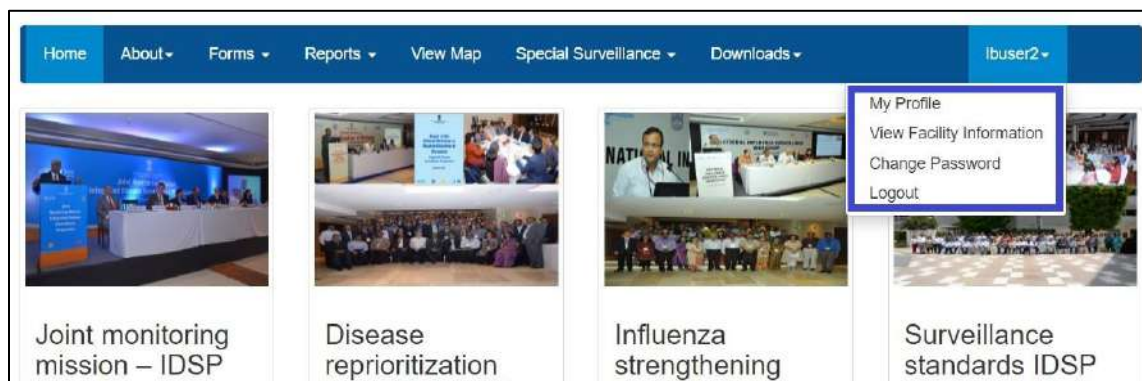 Home About Forms Reports View Map Special Surveillance Downloads lbuser2
My Profile
View Facility Information
Change Password
Logout
Joint monitoring
mission – IDSP
Disease
reprioritization
Influenza
strengthening
Surveillance
standards IDSP